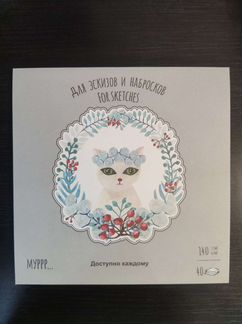 ДЛЯ ЭСКИЗОВ И НАБРОСКОВ
FOR SKETCHES
140
40
МУРРР...
Доступно каждому